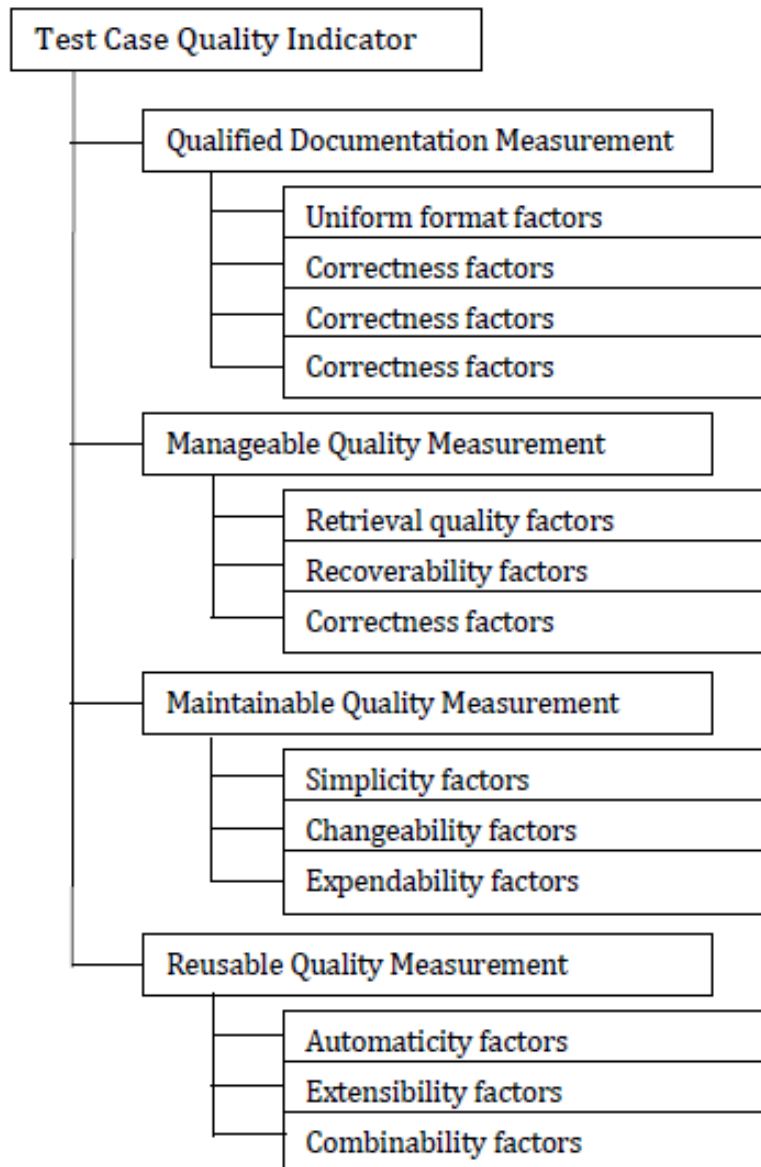 Test Case Quality Indicator
Qualified Documentation Measurement
Uniform format factors
Correctness factors
Correctness factors
Correctness factors
Manageable Quality Measurement
Retrieval quality factors
Recoverability factors
Correctness factors
Maintainable Quality Measurement
Simplicity factors
Changeability factors
Expendability factors
Reusable Quality Measurement
Automaticity factors
Extensibility factors
Combinability factors